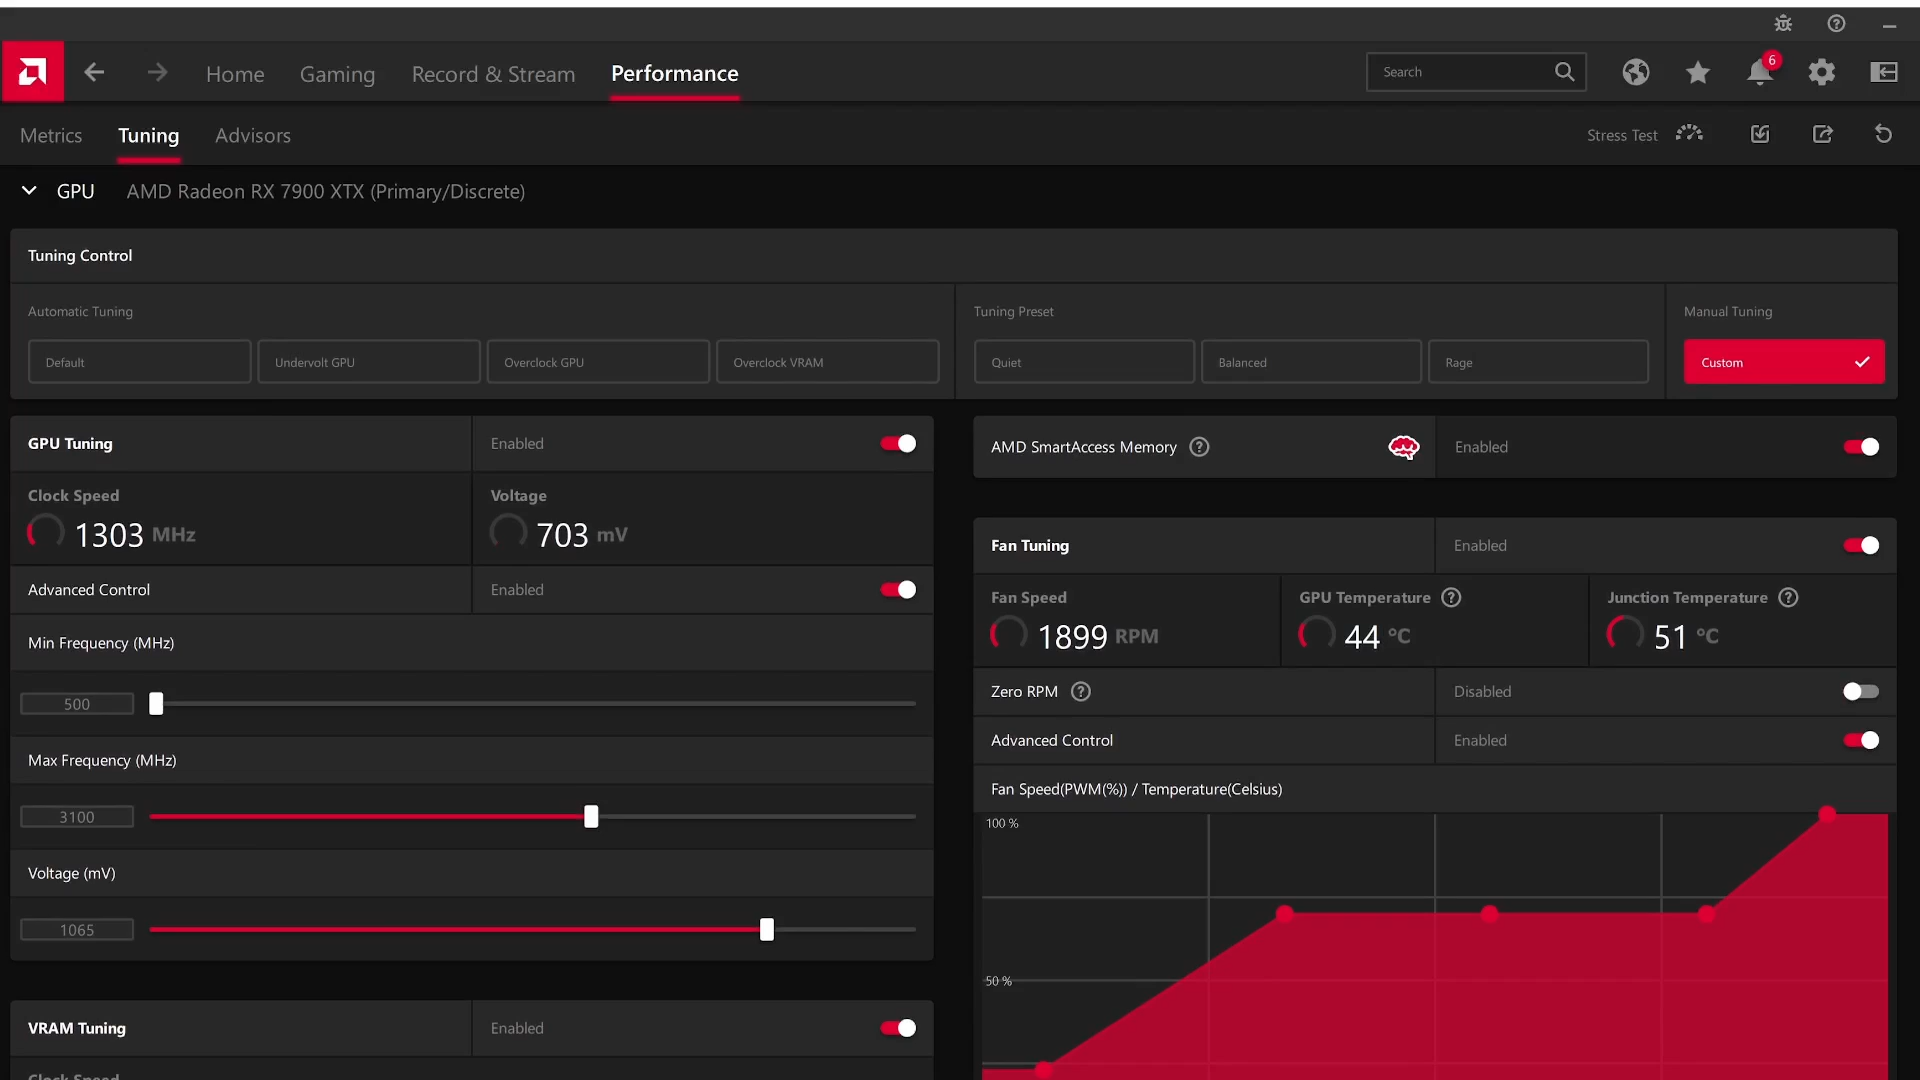 6
Home Gaming Record & Stream Performance Search
Metrics Tuning Advisors Stress Test
GPU AMD Radeon RX 7900 XTX (Primary/Discrete)
Tuning Control
Automatic Tuning
Default Undervolt GPU Overclock GPU Overclock VRAM
Tuning Preset
Quiet Balanced Rage
Manual Tuning
Custom
GPU Tuning Enabled
Clock Speed
1303 MHz
Voltage
703 mV
Advanced Control Enabled
Min Frequency (MHz)
500
Max Frequency (MHz)
3100
Voltage (mV)
1065
VRAM Tuning Enabled
Clock Speed
AMD SmartAccess Memory ? Enabled
Fan Tuning Enabled
Fan Speed
1899 RPM
GPU Temperature ?
44 °C
Junction Temperature ?
51 °C
Zero RPM ? Disabled
Advanced Control Enabled
Fan Speed(PWM(%)) / Temperature(Celsius)
100 %
50 %